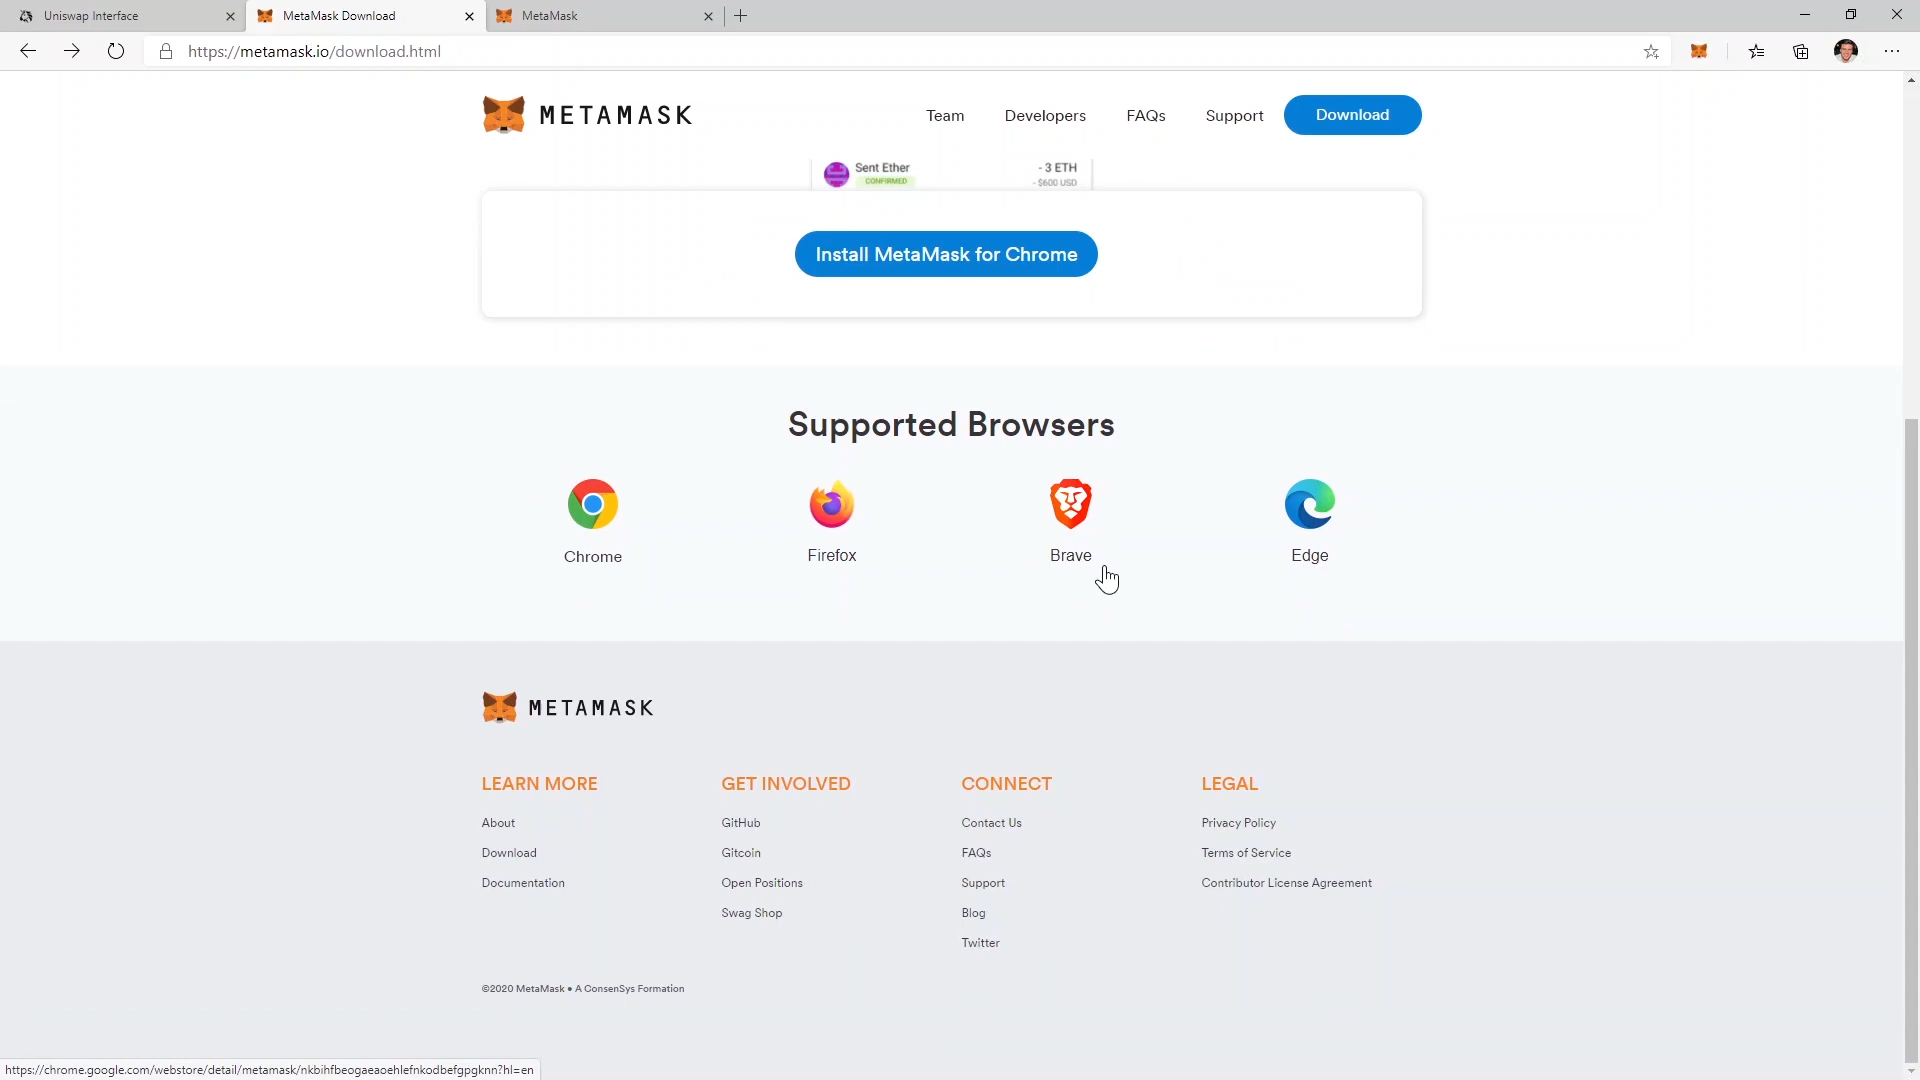 Uniswap Interface
MetaMask Download
MetaMask
https://metamask.io/download.html
METAMASK
Team
Developers
FAQs
Support
Download
Sent Ether
- 3 ETH
CONFIRMED
- $600 USD
Install MetaMask for Chrome
Supported Browsers
Chrome
Firefox
Brave
Edge
METAMASK
LEARN MORE
About
Download
Documentation
GET INVOLVED
GitHub
Gitcoin
Open Positions
Swag Shop
CONNECT
Contact Us
FAQs
Support
Blog
Twitter
LEGAL
Privacy Policy
Terms of Service
Contributor License Agreement
©2020 MetaMask • A ConsenSys Formation
https://chrome.google.com/webstore/detail/metamask/nkbihfbeogaeaoehlefnkodbefgpgknn?hl=en